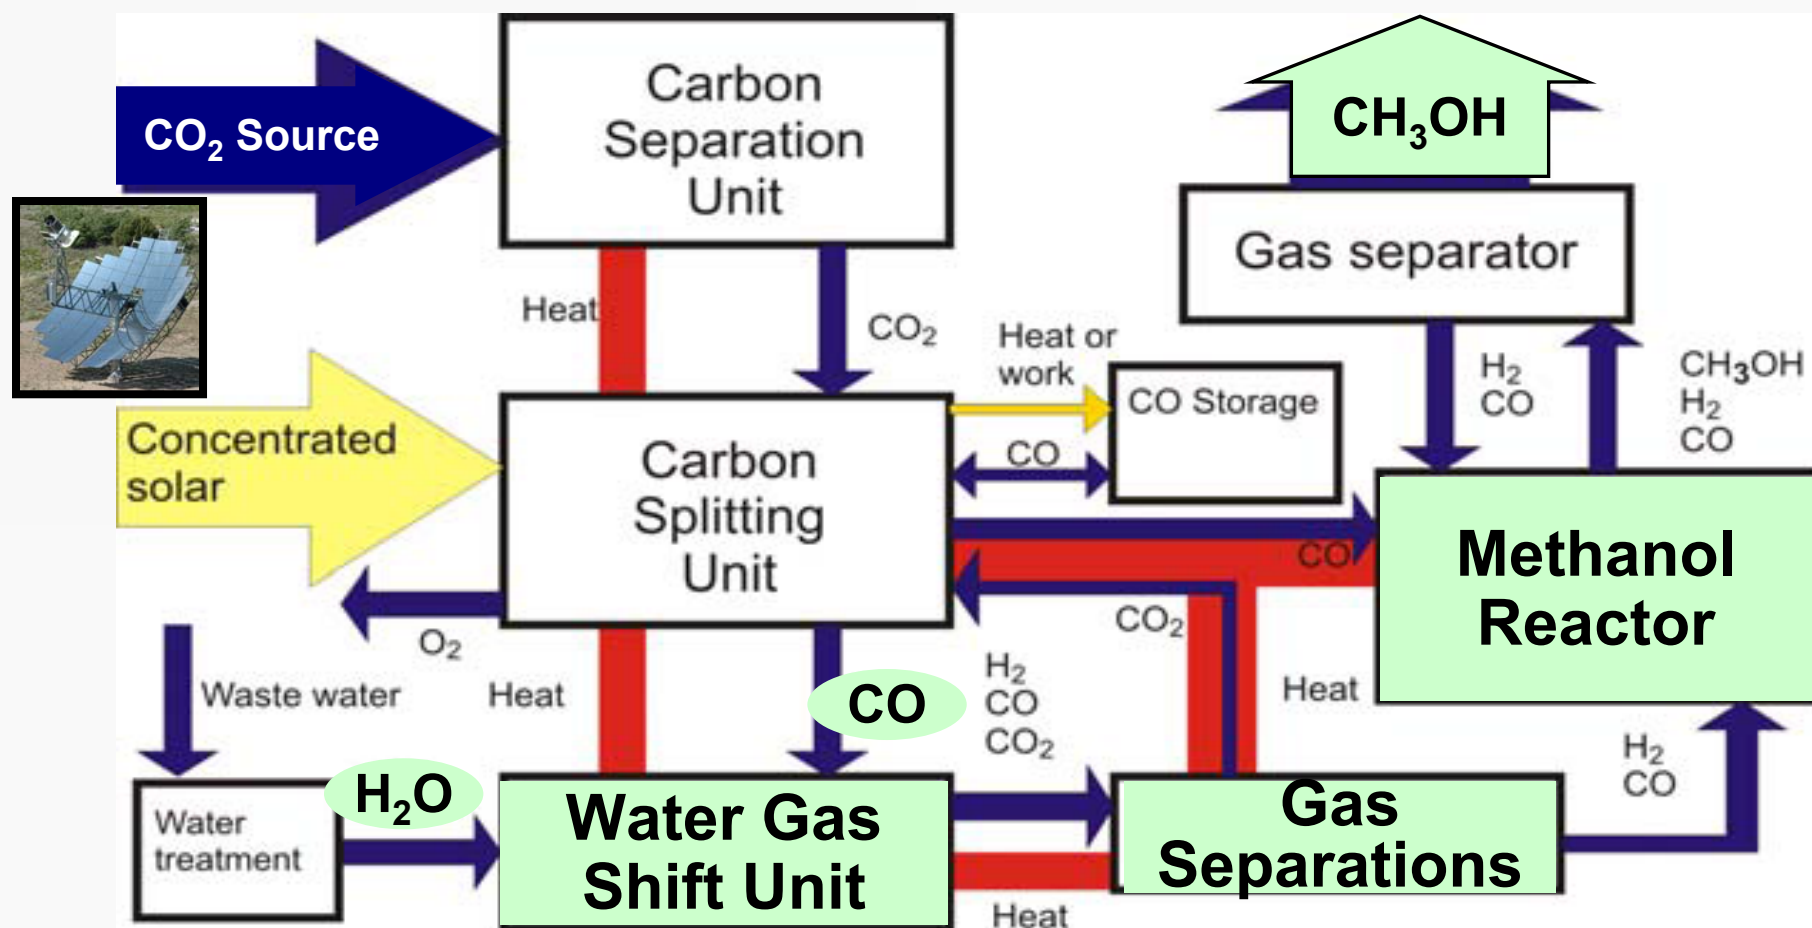 CO₂ Source
Carbon
Separation
Unit
CH₃OH
Gas separator
Heat
CO₂
Heat or
work
CO Storage
CO
H₂
CO
CH₃OH
H₂
CO
Concentrated
solar
Carbon
Splitting
Unit
CO
Methanol
Reactor
CO₂
O₂
Waste water
Heat
CO
H₂
CO
CO₂
Heat
H₂
CO
Water
treatment
H₂O
Water Gas
Shift Unit
Gas
Separations
Heat